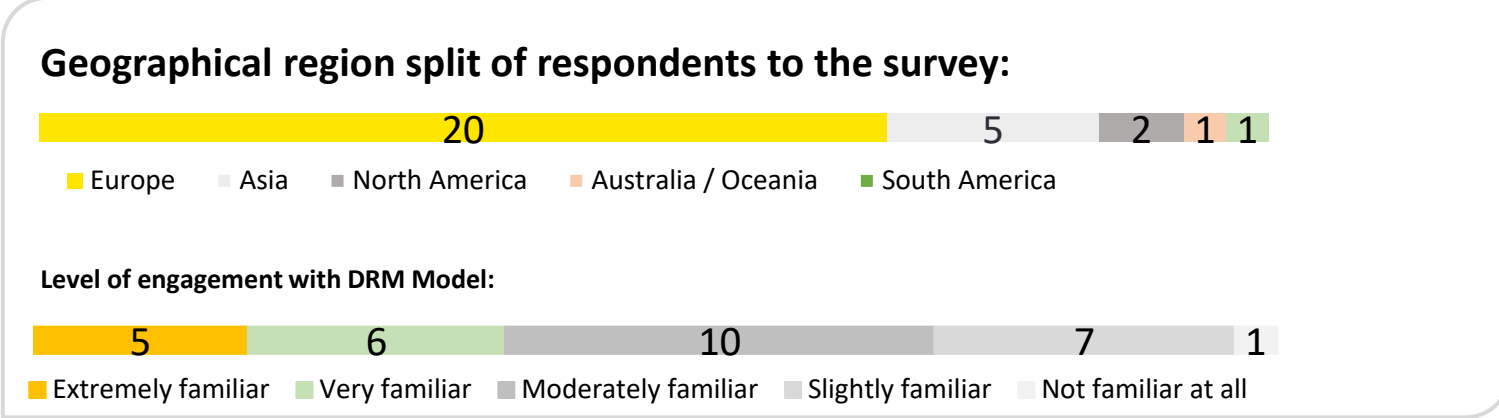 Geographical region split of respondents to the survey:
20 5 2 1 1
Europe Asia North America Australia / Oceania South America
Level of engagement with DRM Model:
5 6 10 7 1
Extremely familiar Very familiar Moderately familiar Slightly familiar Not familiar at all